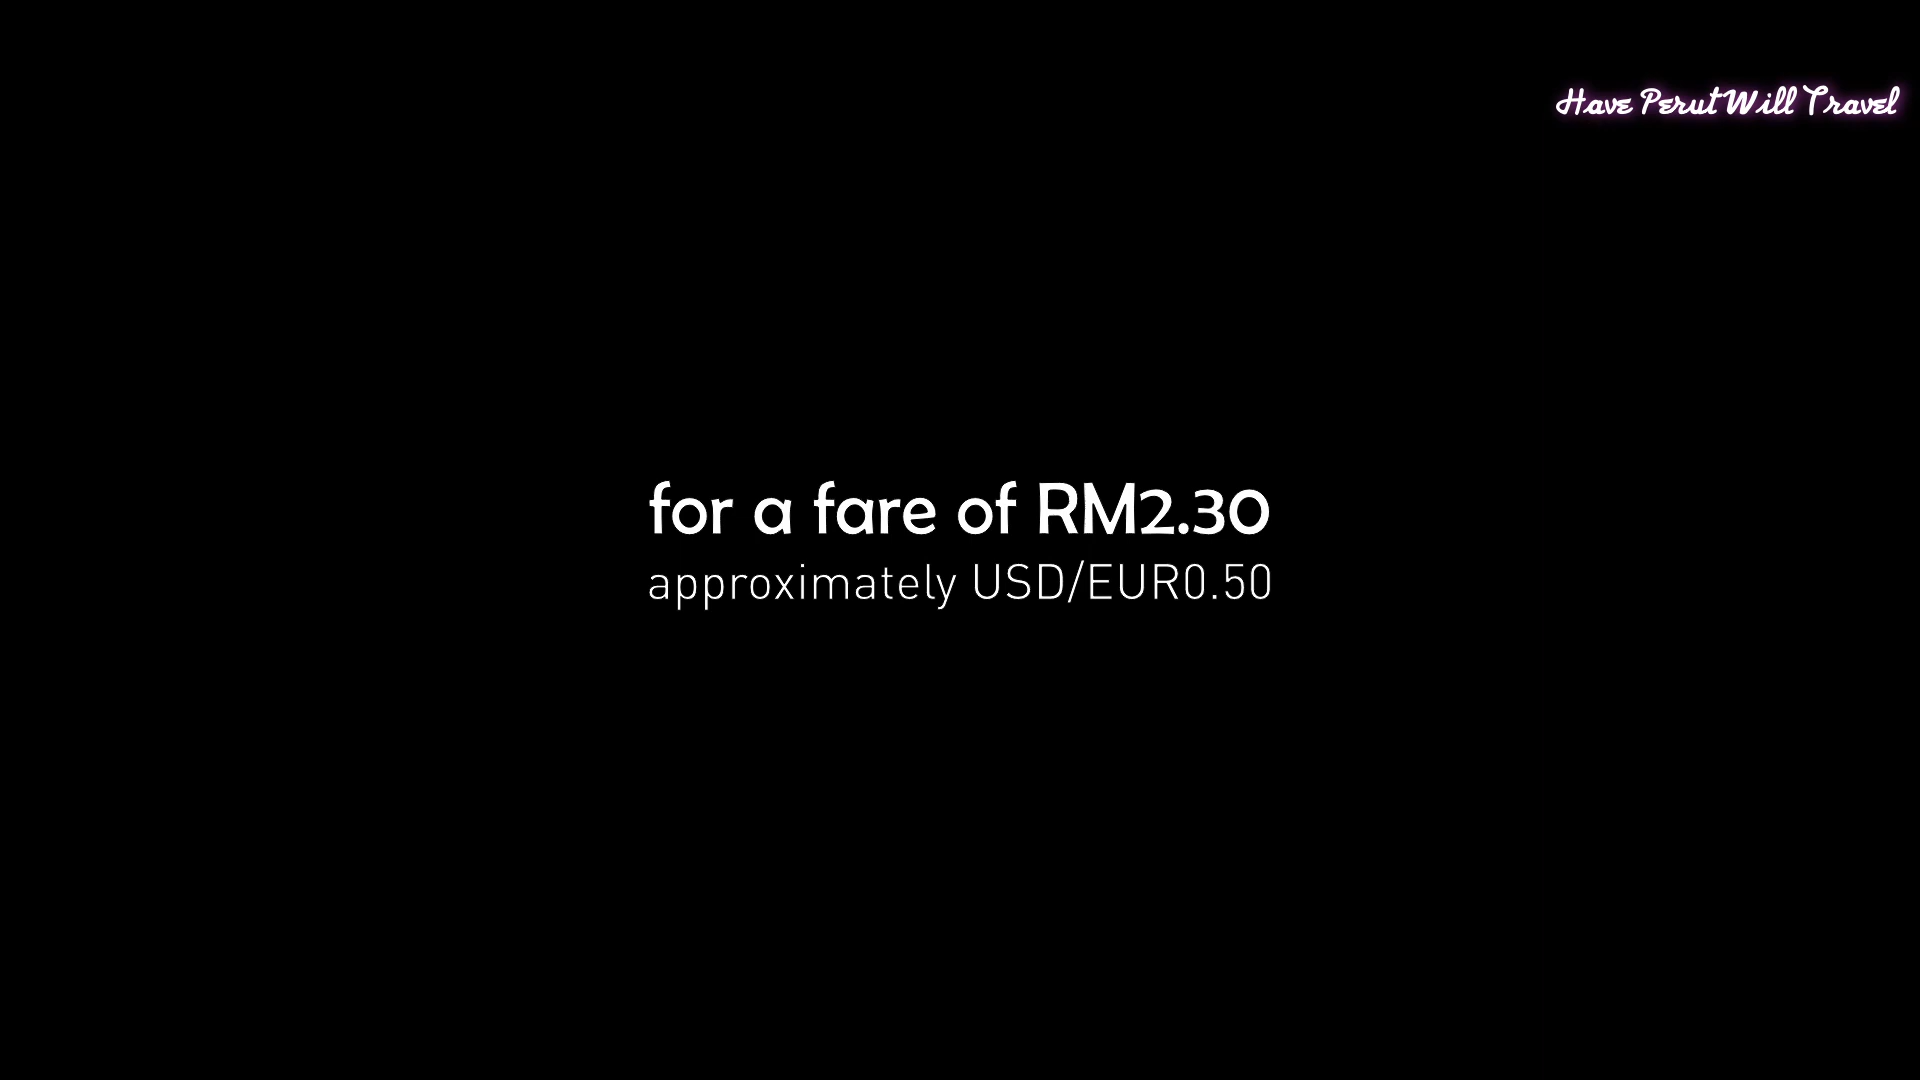 Have Perut Will Travel
for a fare of RM2.30
approximately USD/EUR0.50